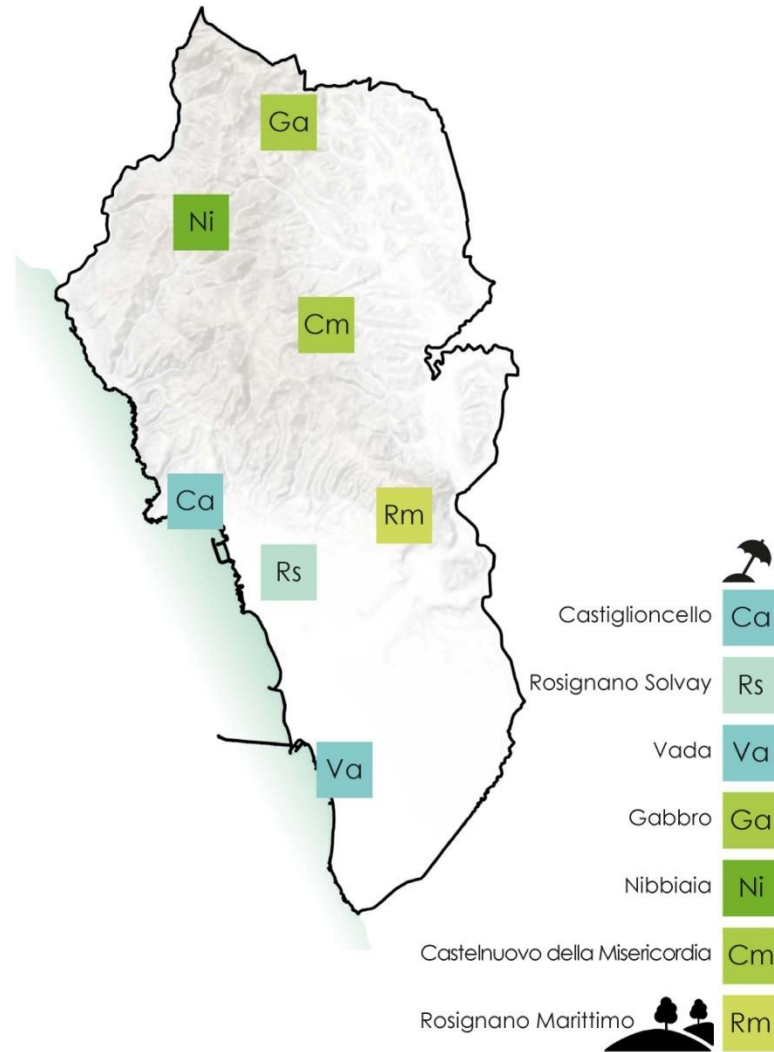 Ga
Ni
Cm
Ca
Rm
Rs
Va
Castiglioncello Ca
Rosignano Solvay Rs
Vada Va
Gabbro Ga
Nibbiaia Ni
Castelnuovo della Misericordia Cm
Rosignano Marittimo Rm